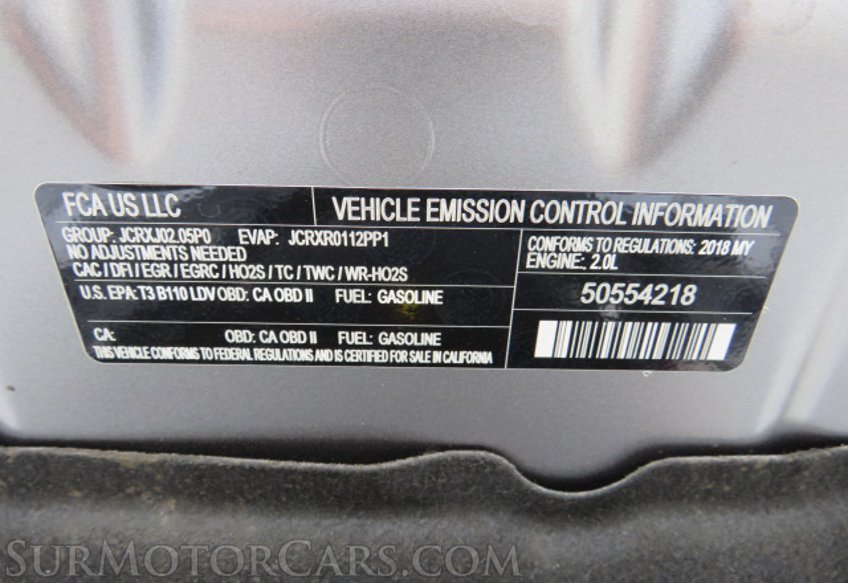 FCA US LLC
VEHICLE EMISSION CONTROL INFORMATION
GROUP: JCRXJ02.05P0 EVAP: JCRXR0112PP1
NO ADJUSTMENTS NEEDED
CAC / DFI / EGR / EGRC / HO2S / TC / TWC / WR-HO2S
U.S. EPA: T3 B110 LDV OBD: CA OBD II FUEL: GASOLINE
CA: OBD: CA OBD II FUEL: GASOLINE
THIS VEHICLE CONFORMS TO FEDERAL REGULATIONS AND IS CERTIFIED FOR SALE IN CALIFORNIA
CONFORMS TO REGULATIONS: 2018 MY
ENGINE: 2.0L
50554218
SurMotorCars.com